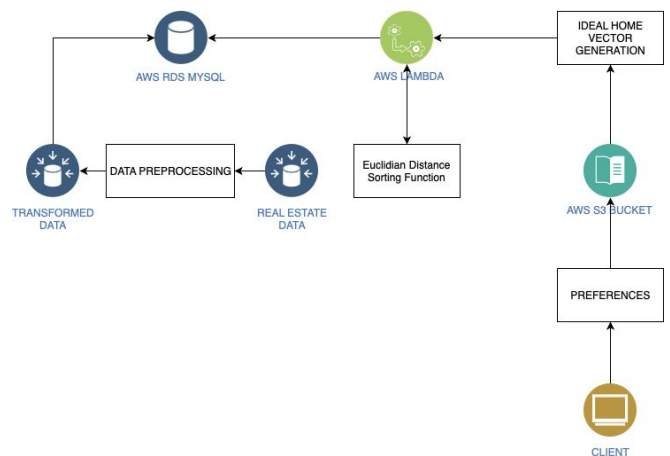 IDEAL HOME
VECTOR
GENERATION
AWS RDS MYSQL
AWS LAMBDA
DATA PREPROCESSING
Euclidian Distance
Sorting Function
TRANSFORMED
DATA
REAL ESTATE
DATA
AWS S3 BUCKET
PREFERENCES
CLIENT